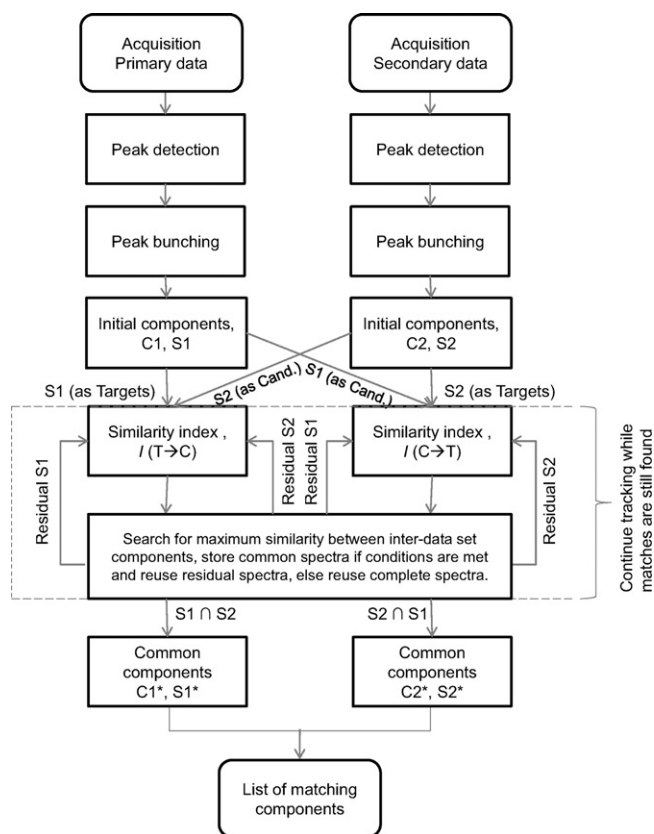 Acquisition
Primary data
Acquisition
Secondary data
Peak detection
Peak detection
Peak bunching
Peak bunching
Initial components,
C1, S1
Initial components,
C2, S2
S1 (as Targets)
S2 (as Cand.)
S1 (as Cand.)
S2 (as Targets)
Similarity index ,
I (T→C)
Similarity index ,
I (C→T)
Residual S1
Residual S2
Residual S1
Residual S2
Continue tracking while
matches are still found
Search for maximum similarity between inter-data set
components, store common spectra if conditions are met
and reuse residual spectra, else reuse complete spectra.
S1 ∩ S2
S2 ∩ S1
Common
components
C1*, S1*
Common
components
C2*, S2*
List of matching
components